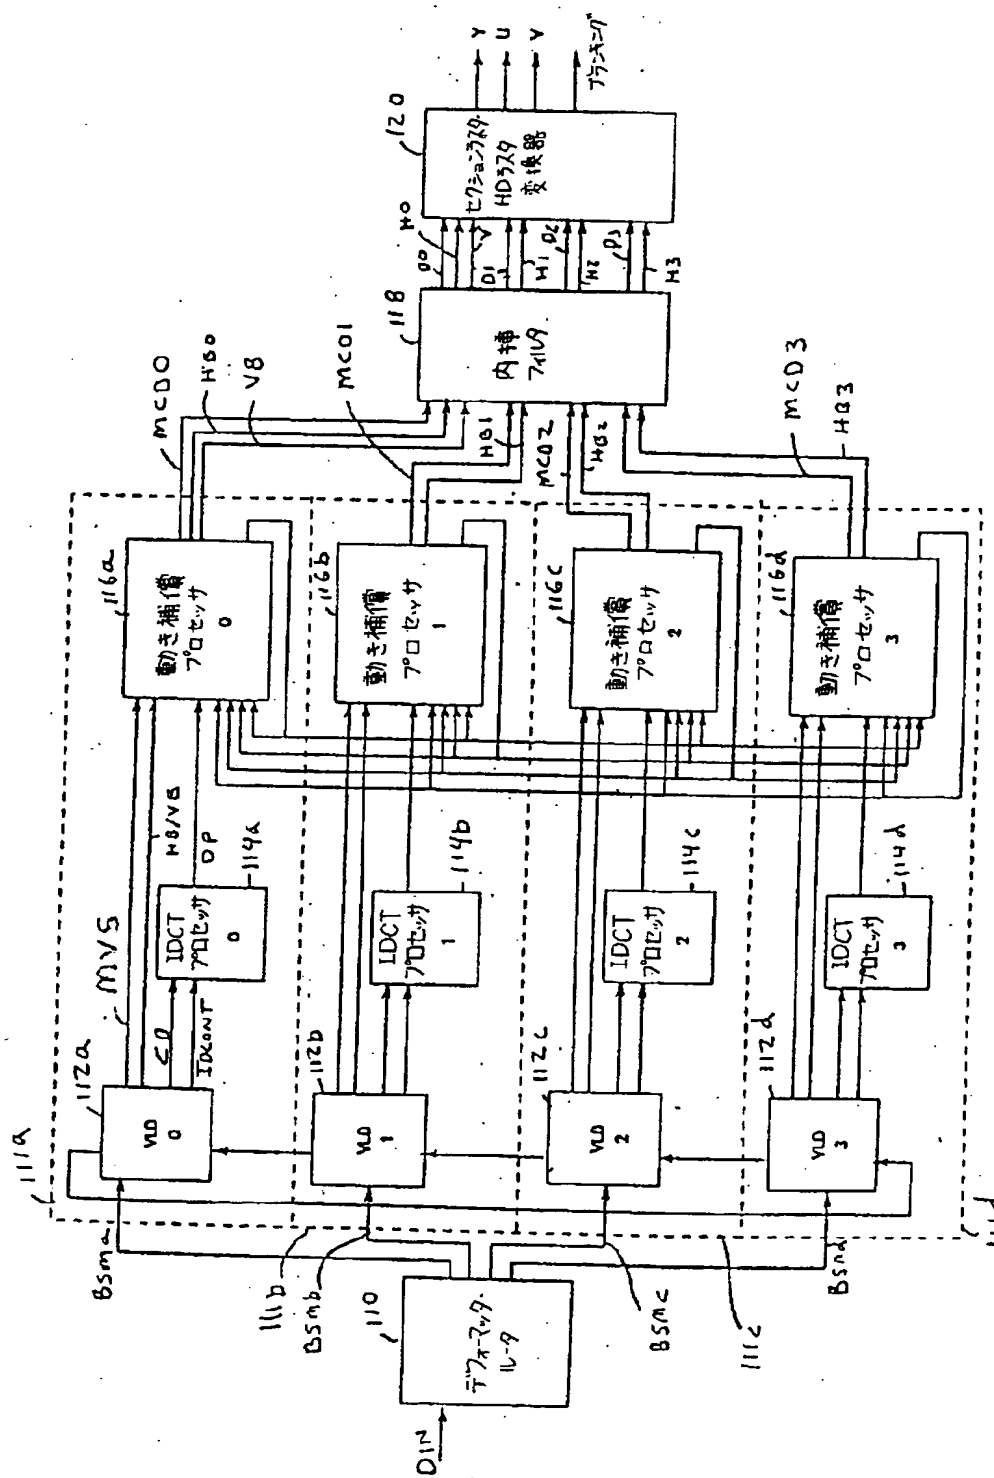 DIN
デフォーマッタ
ルータ
110
BSma
BSmb
BSmc
BSmd
111a
111b
111c
VLD
0
112a
VLD
1
112b
VLD
2
112c
VLD
3
112d
MVS
HB/VB
CD
IDCONT
DP
IDCT
プロセッサ
0
114a
IDCT
プロセッサ
1
114b
IDCT
プロセッサ
2
114c
IDCT
プロセッサ
3
114d
動き補償
プロセッサ
0
116a
動き補償
プロセッサ
1
116b
動き補償
プロセッサ
2
116c
動き補償
プロセッサ
3
116d
MCD0
HB0
VB
MCD1
HB1
MCD2
HB2
MCD3
HB3
内挿
フィルタ
118
D0
H0
V
D1
H1
D2
H2
D3
H3
セクションラスタ
HDラスタ
変換器
120
Y
U
V
ブランキング